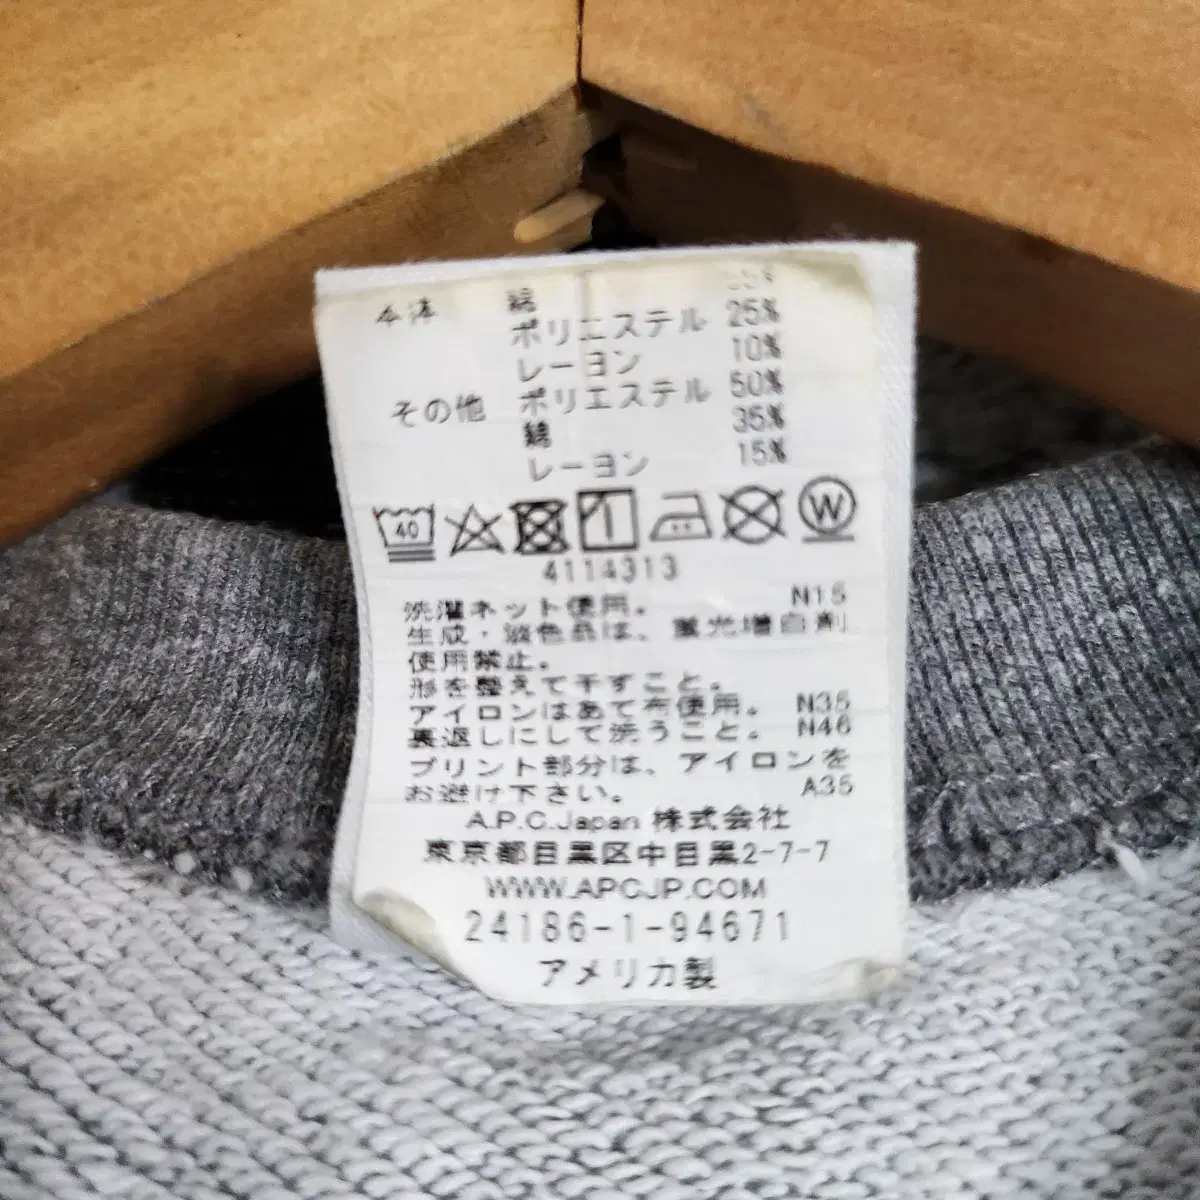 本体 綿
ポリエステル 25%
レーヨン 10%
その他 ポリエステル 50%
綿 35%
レーヨン 15%
40 W
4114313
洗濯ネット使用。 N15
生成・淡色品は、蛍光増白剤
使用禁止。
形を整えて干すこと。
アイロンはあて布使用。 N35
裏返しにして洗うこと。 N46
プリント部分は、アイロンを
お避け下さい。 A35
A.P.C.Japan 株式会社
東京都目黒区中目黒2-7-7
WWW.APCJP.COM
24186-1-94671
アメリカ製